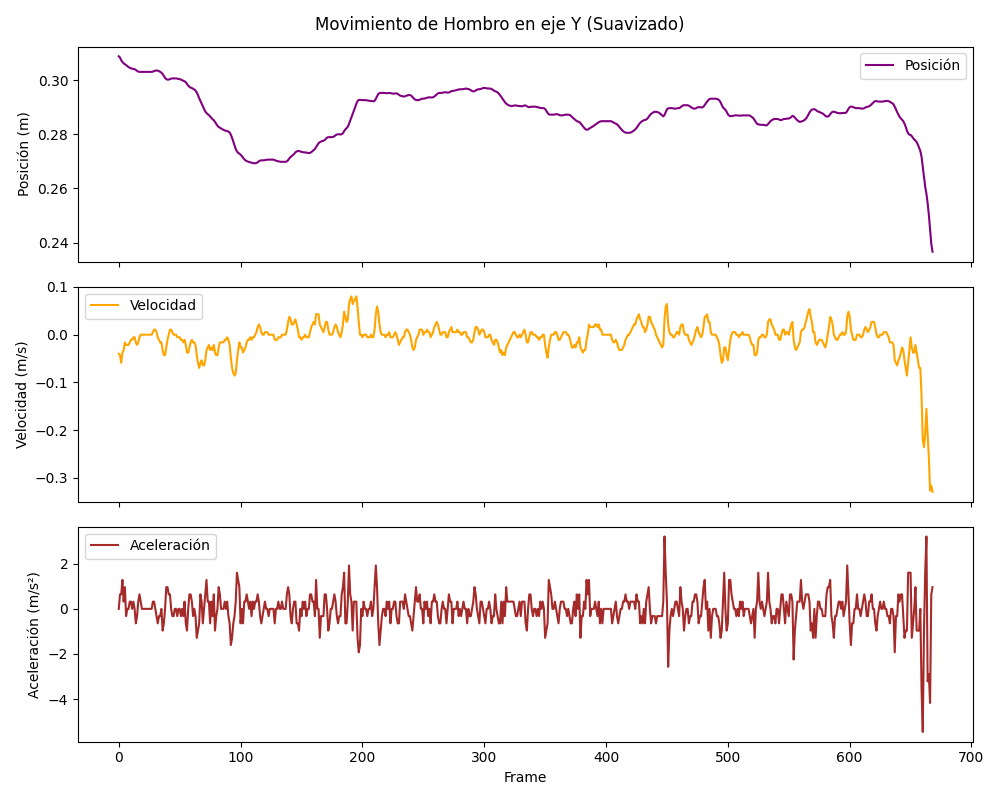 Movimiento de Hombro en eje Y (Suavizado)
Posición (m)
0.30
0.28
0.26
0.24
Posición
Velocidad (m/s)
0.1
0.0
−0.1
−0.2
−0.3
Velocidad
Aceleración (m/s²)
2
0
−2
−4
Aceleración
0 100 200 300 400 500 600 700
Frame